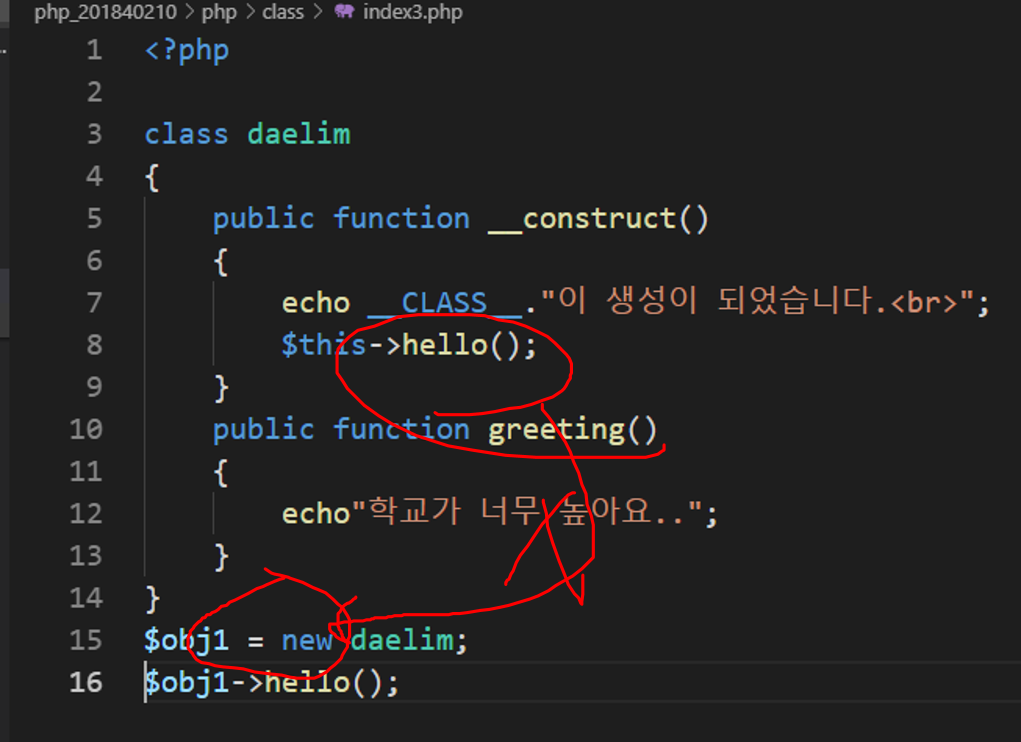 php_201840210 > php > class > index3.php
1 <?php
2
3 class daelim
4 {
5 public function __construct()
6 {
7 echo __CLASS__."이 생성이 되었습니다.<br>";
8 $this->hello();
9 }
10 public function greeting()
11 {
12 echo"학교가 너무 높아요..";
13 }
14 }
15 $obj1 = new daelim;
16 $obj1->hello();